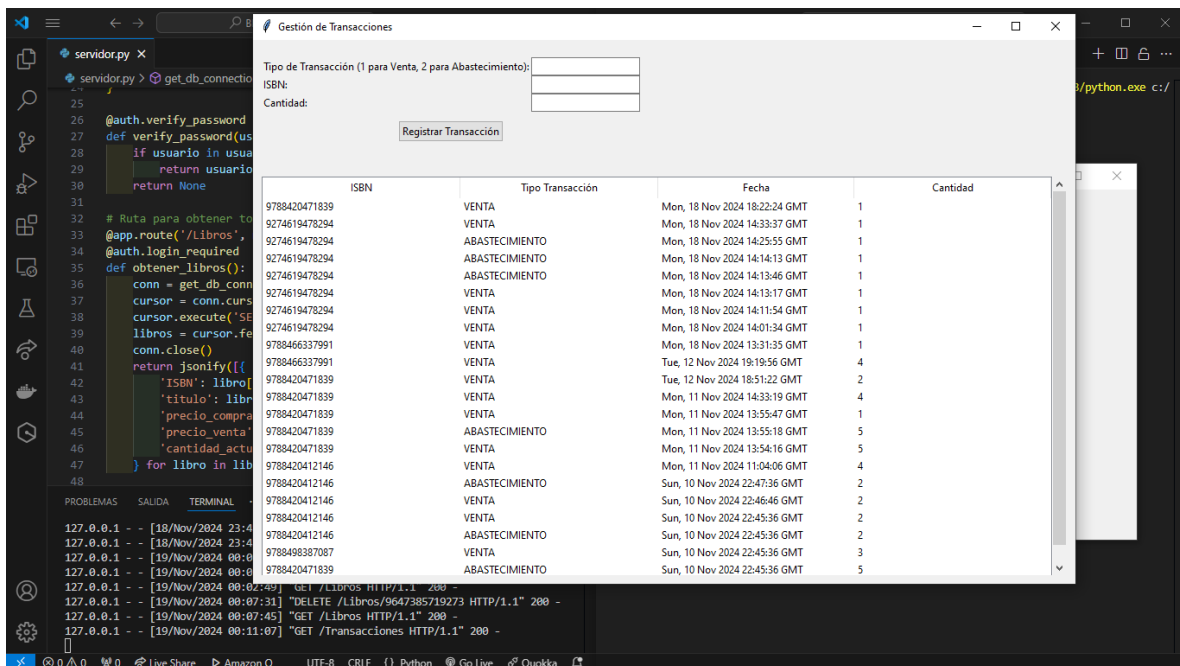 Gestión de Transacciones
servidor.py
servidor.py > get_db_connectio
Tipo de Transacción (1 para Venta, 2 para Abastecimiento):
ISBN:
Cantidad:
Registrar Transacción
/python.exe c:/
25
26 @auth.verify_password
27 def verify_password(us
28 if usuario in usua
29 return usuario
30 return None
31
32 # Ruta para obtener to
33 @app.route('/Libros',
34 @auth.login_required
35 def obtener_libros():
36 conn = get_db_conn
37 cursor = conn.curs
38 cursor.execute('SE
39 libros = cursor.fe
40 conn.close()
41 return jsonify([{
42 'ISBN': libro[
43 'titulo': libr
44 'precio_compra
45 'precio_venta'
46 'cantidad_actu
47 } for libro in lib
48
ISBN Tipo Transacción Fecha Cantidad
9788420471839 VENTA Mon, 18 Nov 2024 18:22:24 GMT 1
9274619478294 VENTA Mon, 18 Nov 2024 14:33:37 GMT 1
9274619478294 ABASTECIMIENTO Mon, 18 Nov 2024 14:25:55 GMT 1
9274619478294 ABASTECIMIENTO Mon, 18 Nov 2024 14:14:13 GMT 1
9274619478294 ABASTECIMIENTO Mon, 18 Nov 2024 14:13:46 GMT 1
9274619478294 VENTA Mon, 18 Nov 2024 14:13:17 GMT 1
9274619478294 VENTA Mon, 18 Nov 2024 14:11:54 GMT 1
9274619478294 VENTA Mon, 18 Nov 2024 14:01:34 GMT 1
9788466337991 VENTA Mon, 18 Nov 2024 13:31:35 GMT 1
9788466337991 VENTA Tue, 12 Nov 2024 19:19:56 GMT 4
9788420471839 VENTA Tue, 12 Nov 2024 18:51:22 GMT 2
9788420471839 VENTA Mon, 11 Nov 2024 14:33:19 GMT 4
9788420471839 VENTA Mon, 11 Nov 2024 13:55:47 GMT 1
9788420471839 ABASTECIMIENTO Mon, 11 Nov 2024 13:55:18 GMT 5
9788420471839 VENTA Mon, 11 Nov 2024 13:54:16 GMT 5
9788420412146 VENTA Mon, 11 Nov 2024 11:04:06 GMT 4
9788420412146 ABASTECIMIENTO Sun, 10 Nov 2024 22:47:36 GMT 2
9788420412146 VENTA Sun, 10 Nov 2024 22:46:46 GMT 2
9788420412146 VENTA Sun, 10 Nov 2024 22:45:36 GMT 2
9788420412146 ABASTECIMIENTO Sun, 10 Nov 2024 22:45:36 GMT 2
9788498387087 VENTA Sun, 10 Nov 2024 22:45:36 GMT 3
9788420471839 ABASTECIMIENTO Sun, 10 Nov 2024 22:45:36 GMT 5
PROBLEMAS SALIDA TERMINAL
127.0.0.1 - - [18/Nov/2024 23:4
127.0.0.1 - - [18/Nov/2024 23:4
127.0.0.1 - - [19/Nov/2024 00:0
127.0.0.1 - - [19/Nov/2024 00:0
127.0.0.1 - - [19/Nov/2024 00:02:49] "GET /Libros HTTP/1.1" 200 -
127.0.0.1 - - [19/Nov/2024 00:07:31] "DELETE /Libros/9647385719273 HTTP/1.1" 200 -
127.0.0.1 - - [19/Nov/2024 00:07:45] "GET /Libros HTTP/1.1" 200 -
127.0.0.1 - - [19/Nov/2024 00:11:07] "GET /Transacciones HTTP/1.1" 200 -
0 0 0 Live Share Amazon Q UTF-8 CRLF {} Python Go Live Quokka